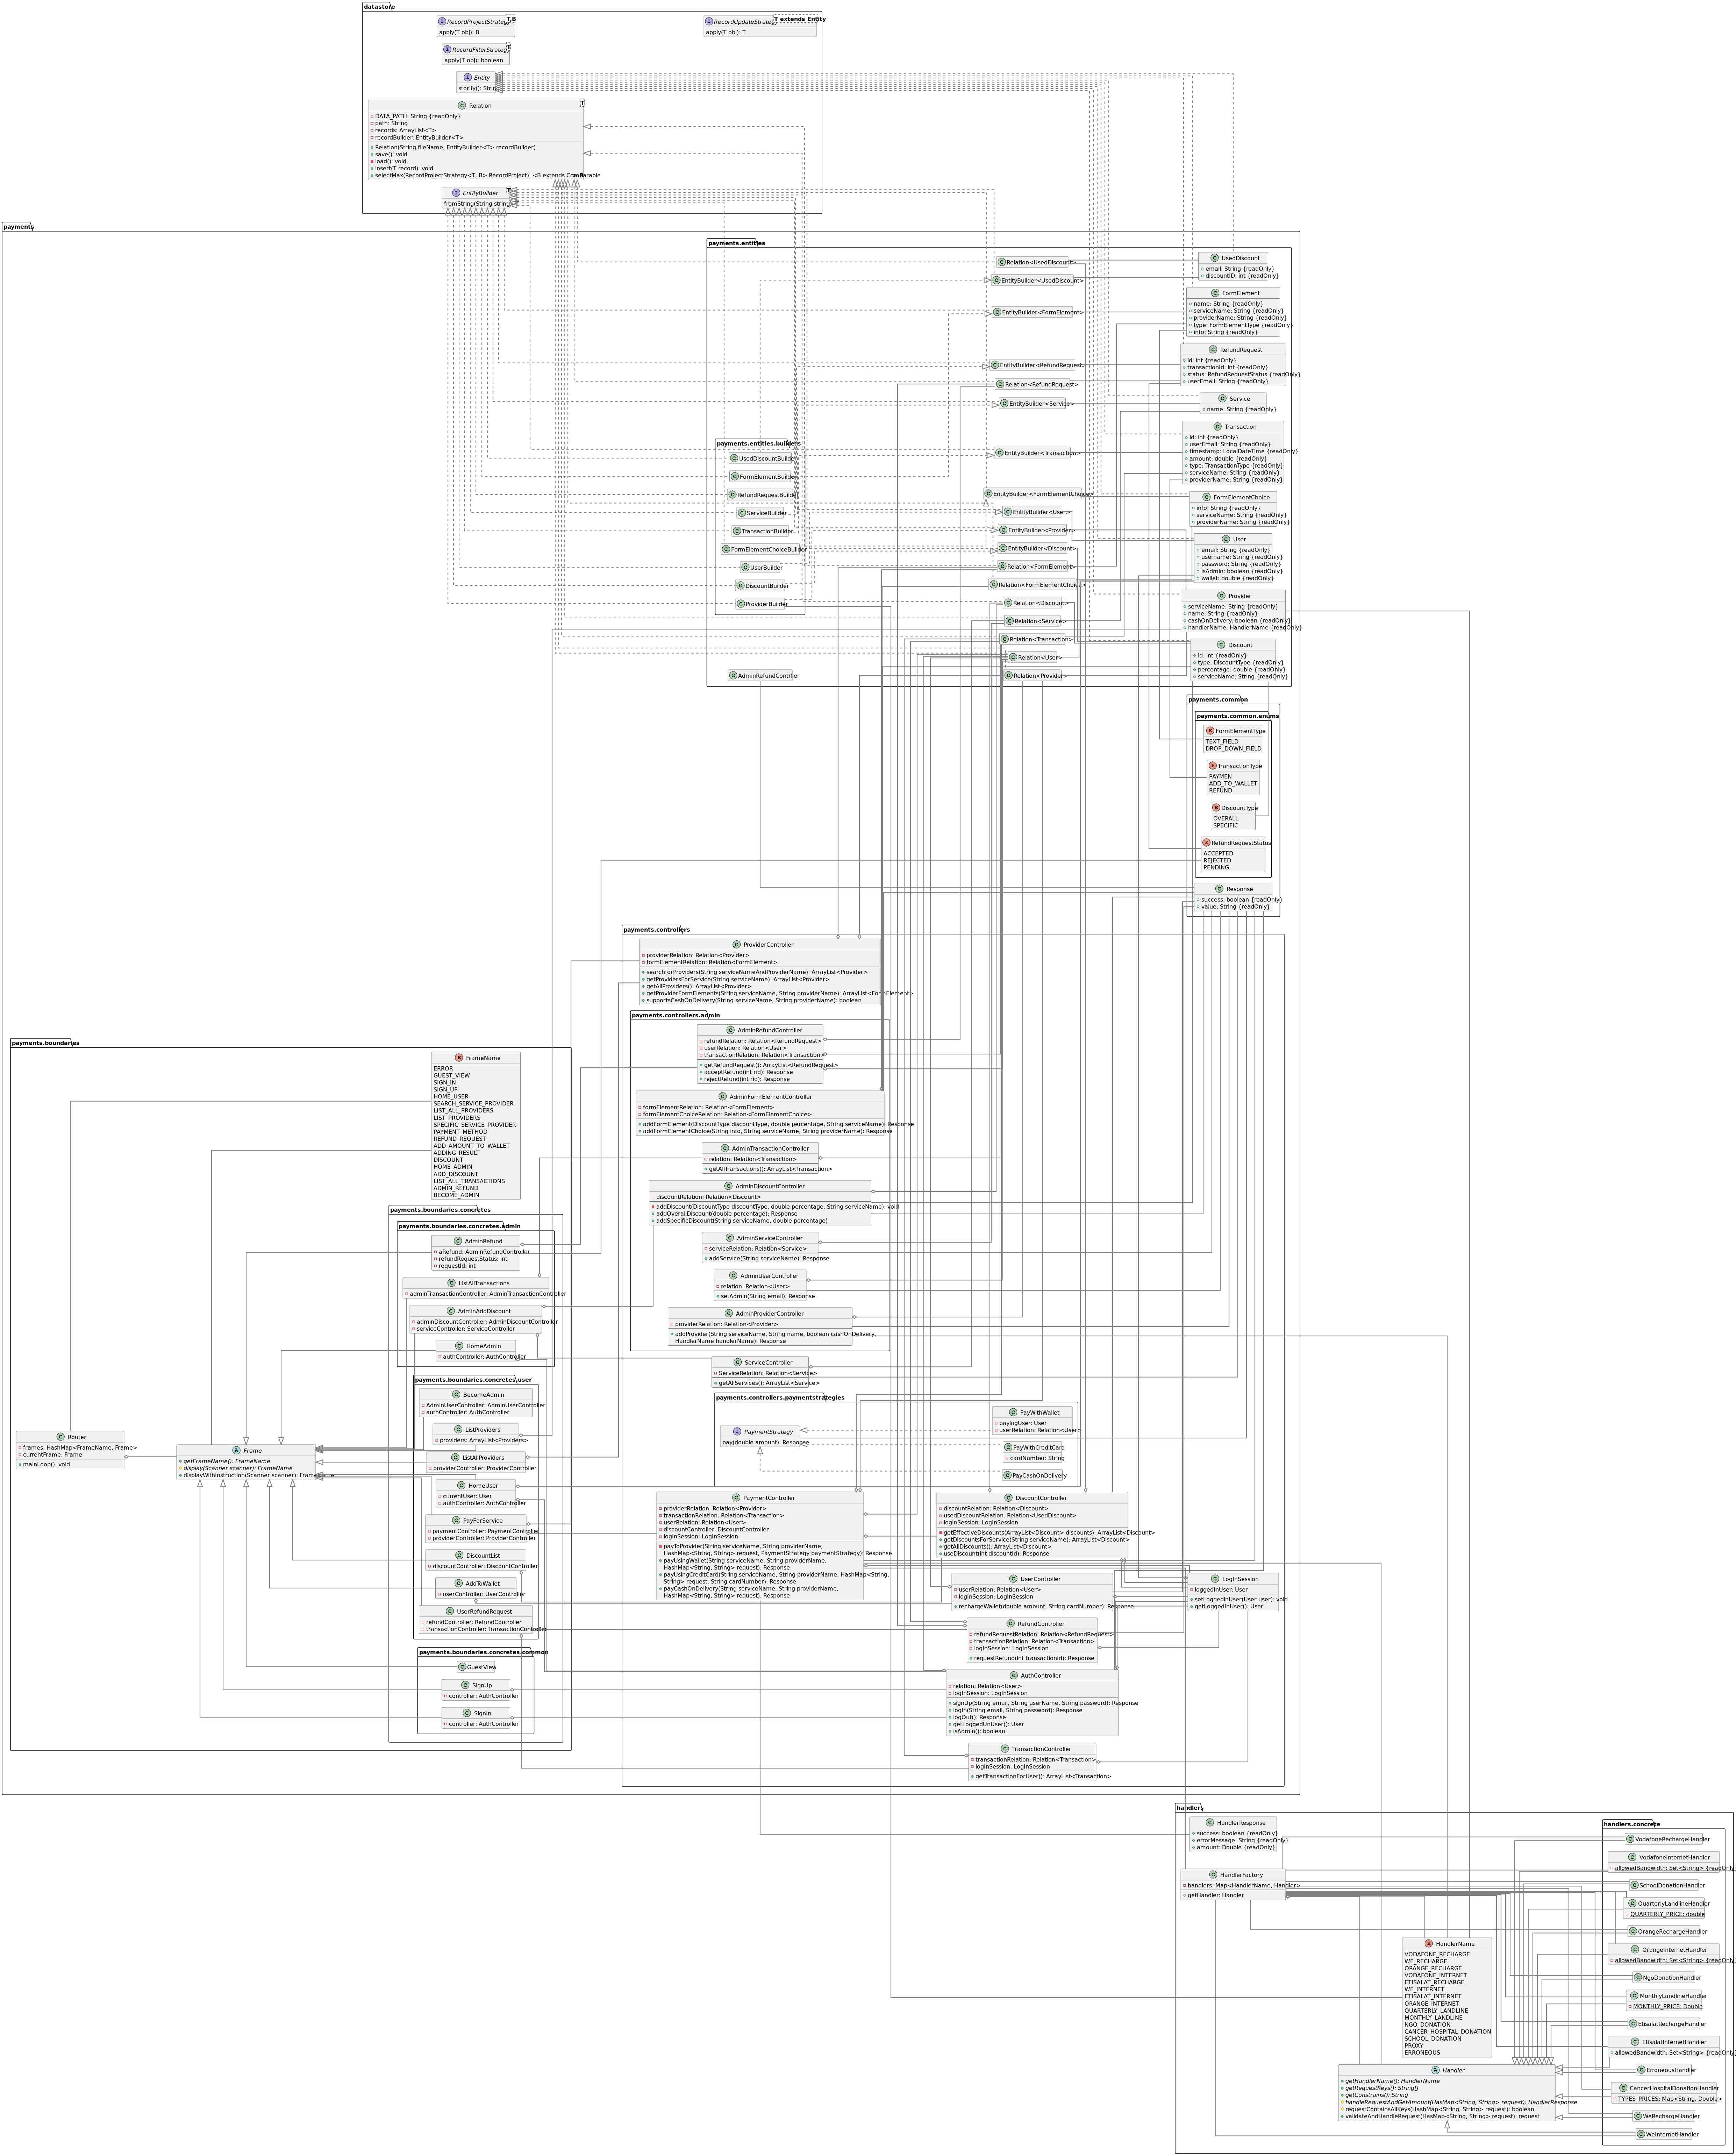 datastore
I RecordProjectStrategy T,B
apply(T obj): B
I RecordUpdateStrategy T extends Entity
apply(T obj): T
I RecordFilterStrategy T
apply(T obj): boolean
I Entity
storify(): String
C Relation T
DATA_PATH: String {readOnly}
path: String
records: ArrayList<T>
recordBuilder: EntityBuilder<T>
Relation(String fileName, EntityBuilder<T> recordBuilder)
save(): void
load(): void
insert(T record): void
selectMax(RecordProjectStrategy<T, B> RecordProject): <B extends Comparable
I EntityBuilder T
fromString(String string)
payments
payments.entities
C Relation<UsedDiscount>
C EntityBuilder<UsedDiscount>
C EntityBuilder<FormElement>
C EntityBuilder<RefundRequest>
C Relation<RefundRequest>
C EntityBuilder<Service>
C EntityBuilder<Transaction>
C EntityBuilder<FormElementChoice>
C EntityBuilder<User>
C EntityBuilder<Provider>
C EntityBuilder<Discount>
C Relation<FormElement>
C Relation<FormElementChoice>
C Relation<Discount>
C Relation<Service>
C Relation<Transaction>
C Relation<User>
C Relation<Provider>
C UsedDiscount
email: String {readOnly}
discountID: int {readOnly}
C FormElement
name: String {readOnly}
serviceName: String {readOnly}
providerName: String {readOnly}
type: FormElementType {readOnly}
info: String {readOnly}
C RefundRequest
id: int {readOnly}
transactionId: int {readOnly}
status: RefundRequestStatus {readOnly}
userEmail: String {readOnly}
C Service
name: String {readOnly}
C Transaction
id: int {readOnly}
userEmail: String {readOnly}
timestamp: LocalDateTime {readOnly}
amount: double {readOnly}
type: TransactionType {readOnly}
serviceName: String {readOnly}
providerName: String {readOnly}
C FormElementChoice
info: String {readOnly}
serviceName: String {readOnly}
providerName: String {readOnly}
C User
email: String {readOnly}
username: String {readOnly}
password: String {readOnly}
isAdmin: boolean {readOnly}
wallet: double {readOnly}
C Provider
serviceName: String {readOnly}
name: String {readOnly}
cashOnDelivery: boolean {readOnly}
handlerName: HandlerName {readOnly}
C Discount
id: int {readOnly}
type: DiscountType {readOnly}
percentage: double {readOnly}
serviceName: String {readOnly}
payments.entities.builders
C UsedDiscountBuilder
C FormElementBuilder
C RefundRequestBuilder
C ServiceBuilder
C TransactionBuilder
C FormElementChoiceBuilder
C UserBuilder
C DiscountBuilder
C ProviderBuilder
C AdminRefundContrller
payments.common
payments.common.enums
E FormElementType
TEXT_FIELD
DROP_DOWN_FIELD
E TransactionType
PAYMEN
ADD_TO_WALLET
REFUND
E DiscountType
OVERALL
SPECIFIC
E RefundRequestStatus
ACCEPTED
REJECTED
PENDING
C Response
success: boolean {readOnly}
value: String {readOnly}
payments.controllers
C ProviderController
providerRelation: Relation<Provider>
formElementRelation: Relation<FormElement>
searchforProviders(String serviceNameAndProviderName): ArrayList<Provider>
getProvidersForService(String serviceName): ArrayList<Provider>
getAllProviders(): ArrayList<Provider>
getProviderFormElements(String serviceName, String providerName): ArrayList<FormElement>
supportsCashOnDelivery(String serviceName, String providerName): boolean
payments.controllers.admin
C AdminRefundController
refundRelation: Relation<RefundRequest>
userRelation: Relation<User>
transactionRelation: Relation<Transaction>
getRefundRequest(): ArrayList<RefundRequest>
acceptRefund(int rid): Response
rejectRefund(int rid): Response
C AdminFormElementController
formElementRelation: Relation<FormElement>
formElementChoiceRelation: Relation<FormElementChoice>
addFormElement(DiscountType discountType, double percentage, String serviceName): Response
addFormElementChoice(String info, String serviceName, String providerName): Response
C AdminTransactionController
relation: Relation<Transaction>
getAllTransactions(): ArrayList<Transaction>
C AdminDiscountController
discountRelation: Relation<Discount>
addDiscount(DiscountType discountType, double percentage, String serviceName): void
addOverallDiscount(double percentage): Response
addSpecificDiscount(String serviceName, double percentage)
C AdminServiceController
serviceRelation: Relation<Service>
addService(String serviceName): Response
C AdminUserController
relation: Relation<User>
setAdmin(String email): Response
C AdminProviderController
providerRelation: Relation<Provider>
addProvider(String serviceName, String name, boolean cashOnDelivery,
HandlerName handlerName): Response
C ServiceController
ServiceRelation: Relation<Service>
getAllServices(): ArrayList<Service>
payments.controllers.paymentstrategies
I PaymentStrategy
pay(double amount): Response
C PayWithWallet
payingUser: User
userRelation: Relation<User>
C PayWithCreditCard
cardNumber: String
C PayCashOnDelivery
C PaymentController
providerRelation: Relation<Provider>
transactionRelation: Relation<Transaction>
userRelation: Relation<User>
discountController: DiscountController
logInSession: LogInSession
payToProvider(String serviceName, String providerName,
HashMap<String, String> request, PaymentStrategy paymentStrategy): Response
payUsingWallet(String serviceName, String providerName,
HashMap<String, String> request): Response
payUsingCreditCard(String serviceName, String providerName, HashMap<String,
String> request, String cardNumber): Response
payCashOnDelivery(String serviceName, String providerName,
HashMap<String, String> request): Response
C DiscountController
discountRelation: Relation<Discount>
usedDiscountRelation: Relation<UsedDiscount>
logInSession: LogInSession
getEffectiveDiscounts(ArrayList<Discount> discounts): ArrayList<Discount>
getDiscountsForService(String serviceName): ArrayList<Discount>
getAllDiscounts(): ArrayList<Discount>
useDiscount(int discountId): Response
C UserController
userRelation: Relation<User>
logInSession: LogInSession
rechargeWallet(double amount, String cardNumber): Response
C LogInSession
loggedInUser: User
setLoggedInUser(User user): void
getLoggedInUser(): User
C RefundController
refundRequestRelation: Relation<RefundRequest>
transactionRelation: Relation<Transaction>
logInSession: LogInSession
requestRefund(int transactionId): Response
C AuthController
relation: Relation<User>
logInSession: LogInSession
signUp(String email, String userName, String password): Response
logIn(String email, String password): Response
logOut(): Response
getLoggedUnUser(): User
isAdmin(): boolean
C TransactionController
transactionRelation: Relation<Transaction>
logInSession: LogInSession
getTransactionForUser(): ArrayList<Transaction>
payments.boundaries
E FrameName
ERROR
GUEST_VIEW
SIGN_IN
SIGN_UP
HOME_USER
SEARCH_SERVICE_PROVIDER
LIST_ALL_PROVIDERS
LIST_PROVIDERS
SPECIFIC_SERVICE_PROVIDER
PAYMENT_METHOD
REFUND_REQUEST
ADD_AMOUNT_TO_WALLET
ADDING_RESULT
DISCOUNT
HOME_ADMIN
ADD_DISCOUNT
LIST_ALL_TRANSACTIONS
ADMIN_REFUND
BECOME_ADMIN
C Router
frames: HashMap<FrameName, Frame>
currentFrame: Frame
mainLoop(): void
A Frame
getFrameName(): FrameName
display(Scanner scanner): FrameName
displayWithInstruction(Scanner scanner): FrameName
payments.boundaries.concretes
payments.boundaries.concretes.admin
C AdminRefund
aRefund: AdminRefundController
refundRequestStatus: int
requestId: int
C ListAllTransactions
adminTransactionController: AdminTransactionController
C AdminAddDiscount
adminDiscountController: AdminDiscountController
serviceController: ServiceController
C HomeAdmin
authController: AuthController
payments.boundaries.concretes.user
C BecomeAdmin
AdminUserController: AdminUserController
authController: AuthController
C ListProviders
providers: ArrayList<Providers>
C ListAllProviders
providerController: ProviderController
C HomeUser
currentUser: User
authController: AuthController
C PayForService
paymentController: PaymentController
providerController: ProviderController
C DiscountList
discountController: DiscountController
C AddToWallet
userController: UserController
C UserRefundRequest
refundController: RefundController
transactionController: TransactionController
payments.boundaries.concretes.common
C GuestView
C SignUp
controller: AuthController
C SignIn
controller: AuthController
handlers
C HandlerResponse
success: boolean {readOnly}
errorMessage: String {readOnly}
amount: Double {readOnly}
C HandlerFactory
handlers: Map<HandlerName, Handler>
getHandler: Handler
E HandlerName
VODAFONE_RECHARGE
WE_RECHARGE
ORANGE_RECHARGE
VODAFONE_INTERNET
ETISALAT_RECHARGE
WE_INTERNET
ETISALAT_INTERNET
ORANGE_INTERNET
QUARTERLY_LANDLINE
MONTHLY_LANDLINE
NGO_DONATION
CANCER_HOSPITAL_DONATION
SCHOOL_DONATION
PROXY
ERRONEOUS
A Handler
getHandlerName(): HandlerName
getRequestKeys(): String[]
getConstrains(): String
handleRequestAndGetAmount(HasMap<String, String> request): HandlerResponse
requestContainsAllKeys(HashMap<String, String> request): boolean
validateAndHandleRequest(HasMap<String, String> request): request
handlers.concrete
C VodafoneRechargeHandler
C VodafoneInternetHandler
allowedBandwidth: Set<String> {readOnly}
C SchoolDonationHandler
C QuarterlyLandlineHandler
QUARTERLY_PRICE: double
C OrangeRechargeHandler
C OrangeInternetHandler
allowedBandwidth: Set<String> {readOnly}
C NgoDonationHandler
C MonthlyLandlineHandler
MONTHLY_PRICE: Double
C EtisalatRechargeHandler
C EtisalatInternetHandler
allowedBandwidth: Set<String> {readOnly}
C ErroneousHandler
C CancerHospitalDonationHandler
TYPES_PRICES: Map<String, Double>
C WeRechargeHandler
C WeInternetHandler